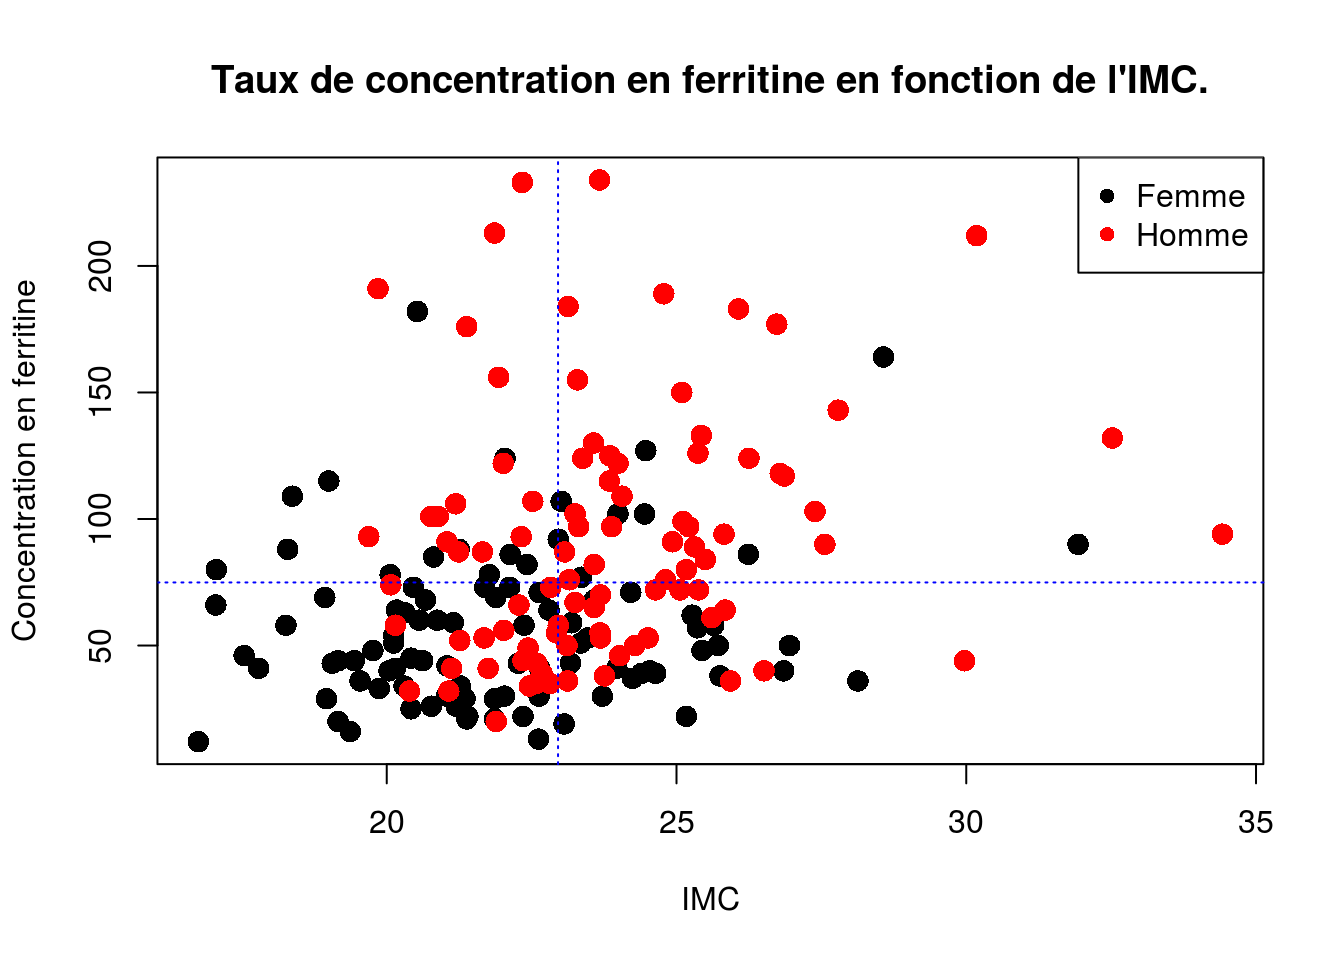 Taux de concentration en ferritine en fonction de l'IMC.
Femme
Homme
Concentration en ferritine
200
150
100
50
20
25
30
35
IMC